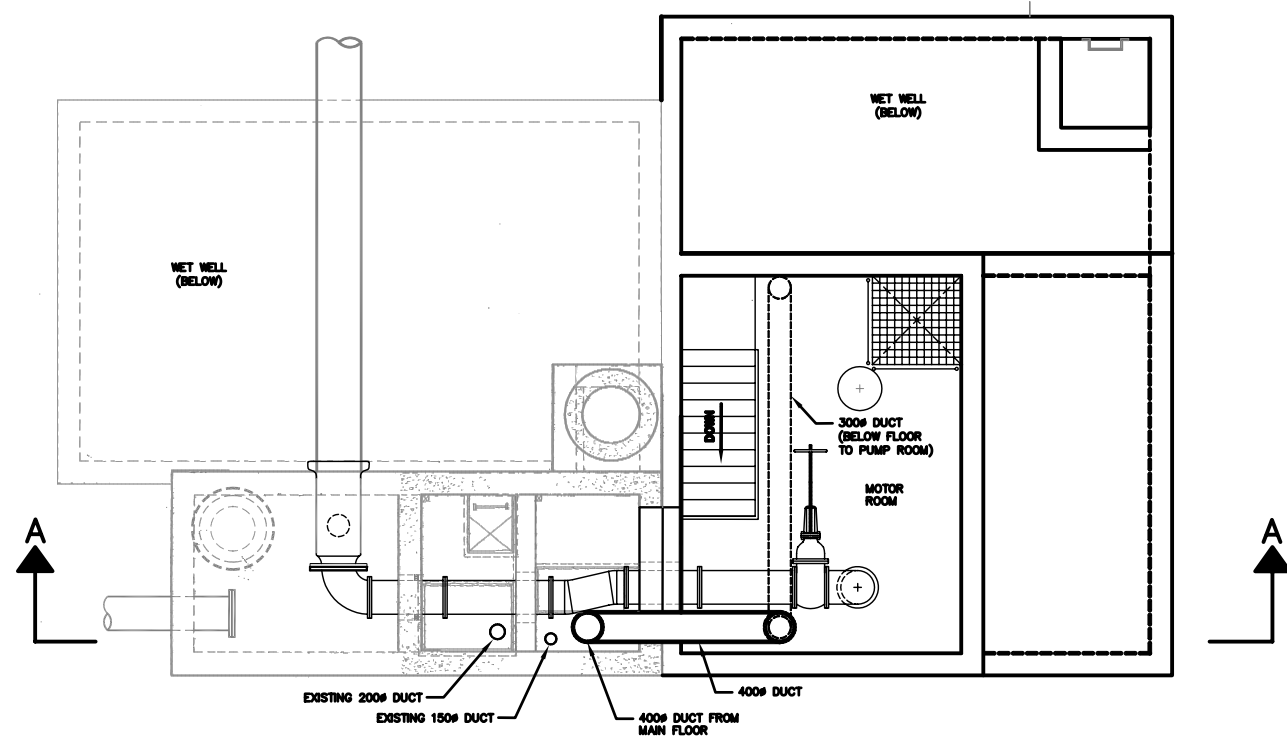 WET WELL
(BELOW)
WET WELL
(BELOW)
DOWN
300ø DUCT
(BELOW FLOOR
TO PUMP ROOM)
MOTOR
ROOM
A
A
EXISTING 200ø DUCT
400ø DUCT
EXISTING 150ø DUCT
400ø DUCT FROM
MAIN FLOOR